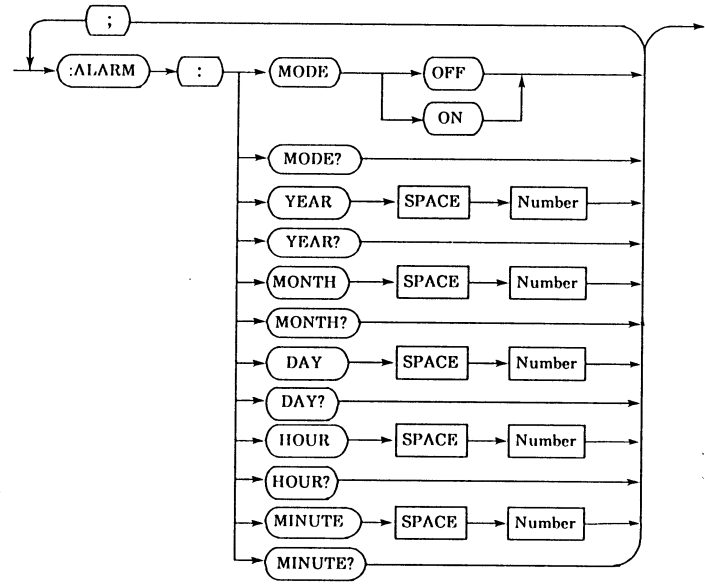 ;
:ALARM : MODE OFF
ON
MODE?
YEAR SPACE Number
YEAR?
MONTH SPACE Number
MONTH?
DAY SPACE Number
DAY?
HOUR SPACE Number
HOUR?
MINUTE SPACE Number
MINUTE?